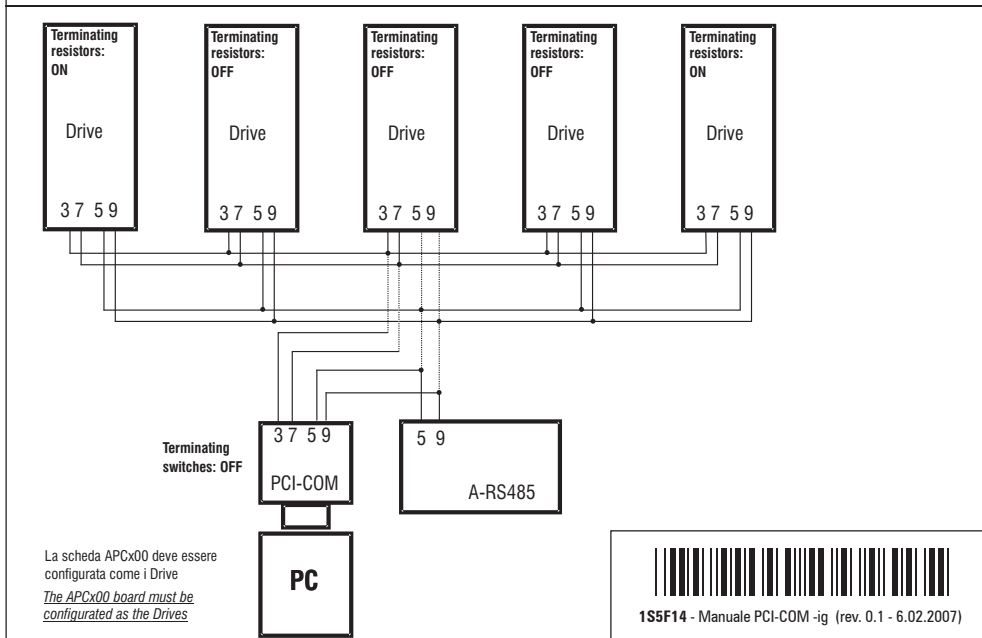 Terminating
resistors:
ON
Drive
3 7 5 9
Terminating
resistors:
OFF
Drive
3 7 5 9
Terminating
resistors:
OFF
Drive
3 7 5 9
Terminating
resistors:
OFF
Drive
3 7 5 9
Terminating
resistors:
ON
Drive
3 7 5 9
Terminating
switches: OFF
3 7 5 9
PCI-COM
5 9
A-RS485
PC
La scheda APCx00 deve essere
configurata come i Drive
The APCx00 board must be
configurated as the Drives
1S5F14 - Manuale PCI-COM -ig (rev. 0.1 - 6.02.2007)